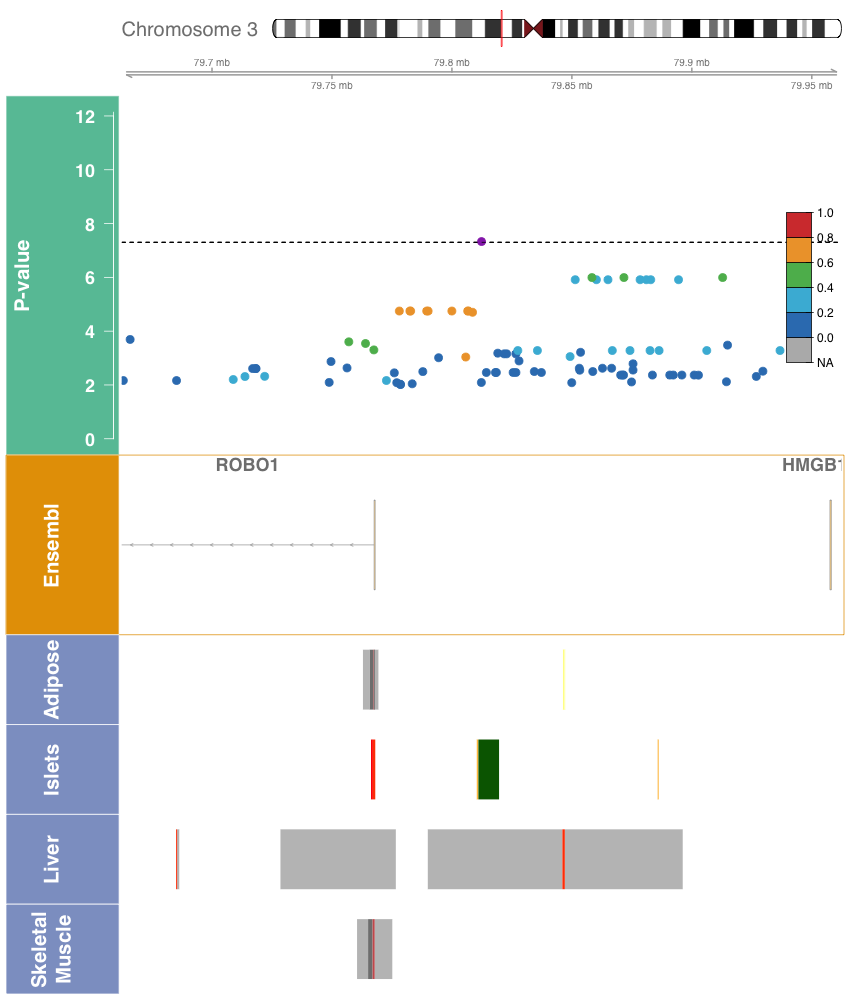 Chromosome 3
79.7 mb
79.8 mb
79.9 mb
79.75 mb
79.85 mb
79.95 mb
P-value
12
10
8
6
4
2
0
1.0
0.8
0.6
0.4
0.2
0.0
NA
Ensembl
ROBO1
HMGB1
Adipose
Islets
Liver
Skeletal
Muscle